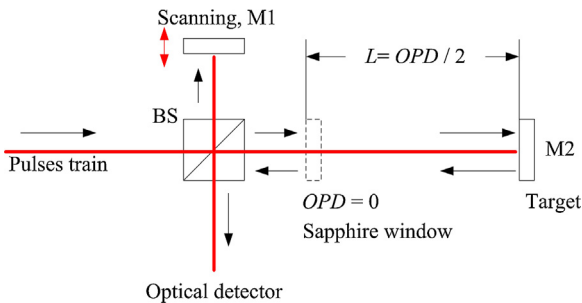 Scanning, M1
L= OPD / 2
BS
M2
Pulses train
OPD = 0
Target
Sapphire window
Optical detector